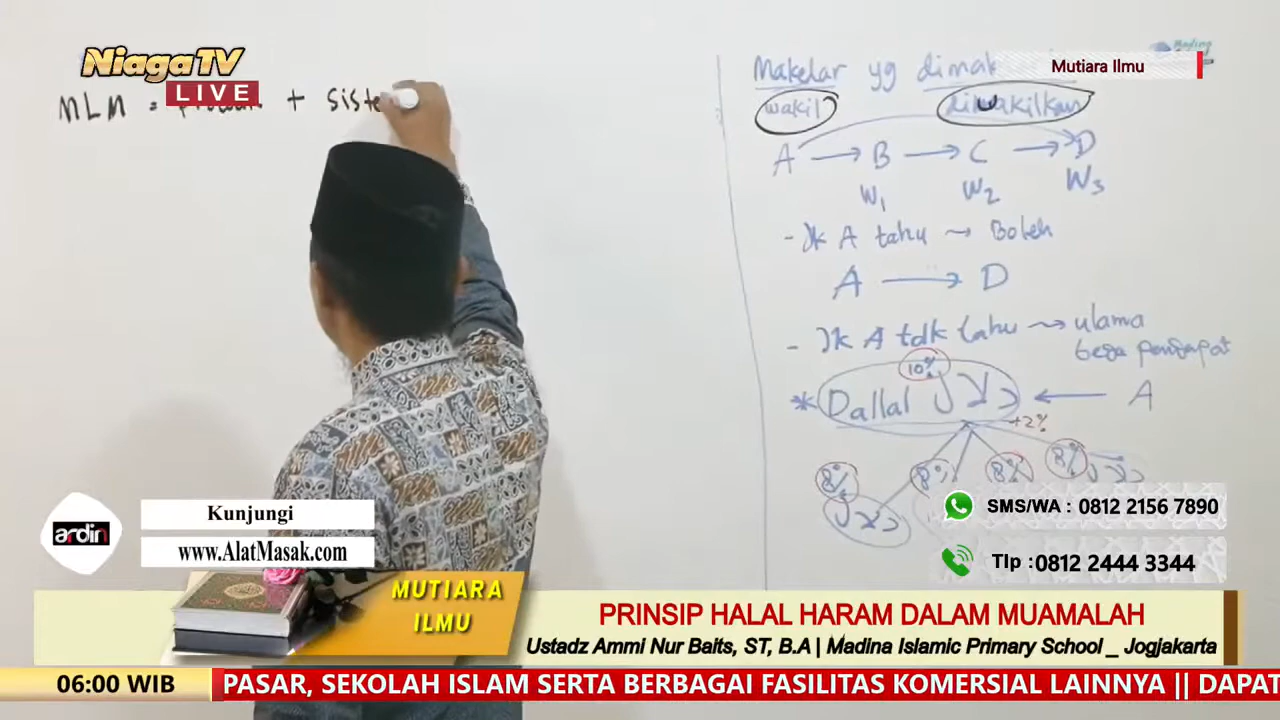 NiagaTV
LIVE
Mutiara Ilmu
MLM = + siste
Makelar yg dimak
wakil diwakilkan
A → B → C → D
W1 W2 W3
- Jk A tahu → Boleh
A → D
- Jk A tdk tahu → ulama
beda pendapat
10%
* Dallal دلال ← A
+2%
8% 8% 8% 8%
ardin
Kunjungi
www.AlatMasak.com
SMS/WA : 0812 2156 7890
Tlp : 0812 2444 3344
MUTIARA
ILMU
PRINSIP HALAL HARAM DALAM MUAMALAH
Ustadz Ammi Nur Baits, ST, B.A | Madina Islamic Primary School _ Jogjakarta
06:00 WIB
PASAR, SEKOLAH ISLAM SERTA BERBAGAI FASILITAS KOMERSIAL LAINNYA || DAPAT